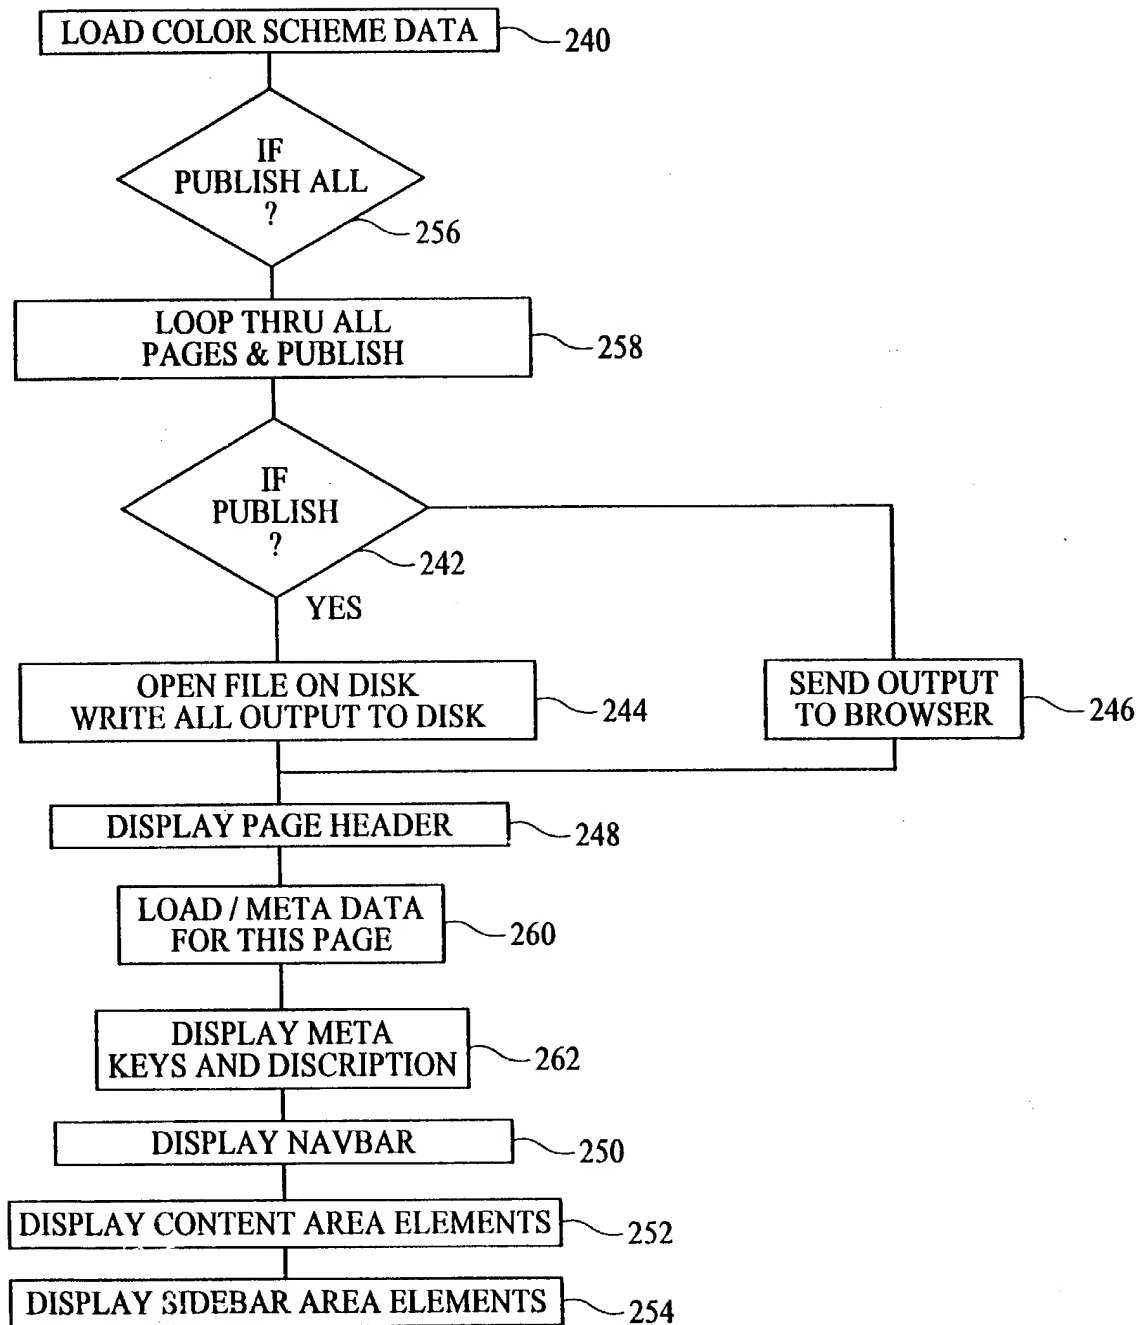 LOAD COLOR SCHEME DATA
240
IF
PUBLISH ALL
?
256
LOOP THRU ALL
PAGES & PUBLISH
258
IF
PUBLISH
?
242
YES
OPEN FILE ON DISK
WRITE ALL OUTPUT TO DISK
244
SEND OUTPUT
TO BROWSER
246
DISPLAY PAGE HEADER
248
LOAD / META DATA
FOR THIS PAGE
260
DISPLAY META
KEYS AND DISCRIPTION
262
DISPLAY NAVBAR
250
DISPLAY CONTENT AREA ELEMENTS
252
DISPLAY SIDEBAR AREA ELEMENTS
254